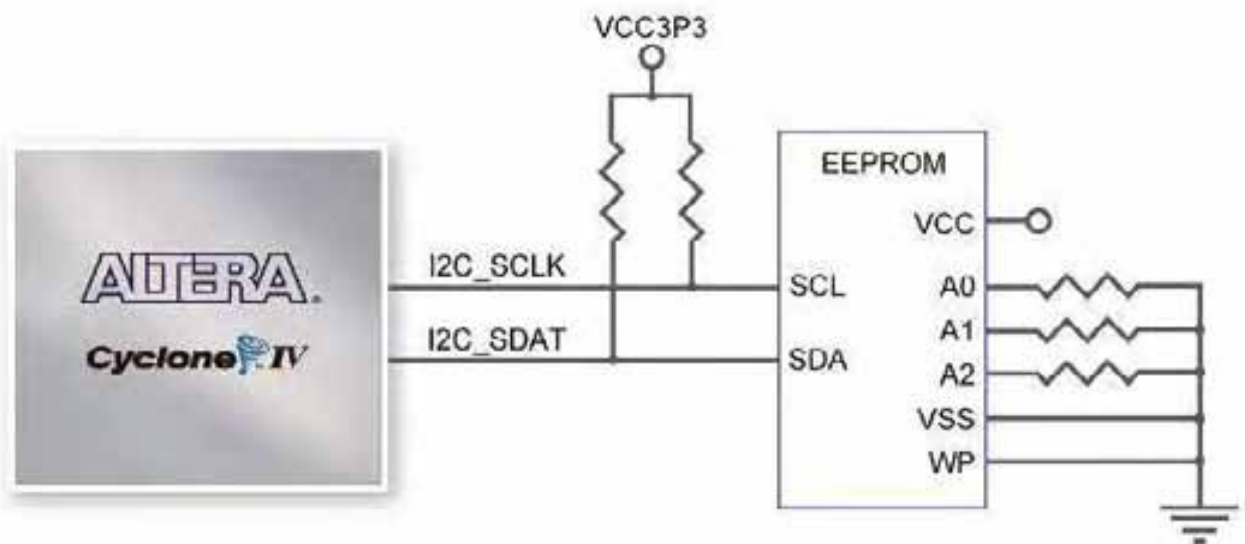 VCC3P3
ALTERA.
Cyclone IV
I2C_SCLK
I2C_SDAT
EEPROM
SCL
SDA
VCC
A0
A1
A2
VSS
WP